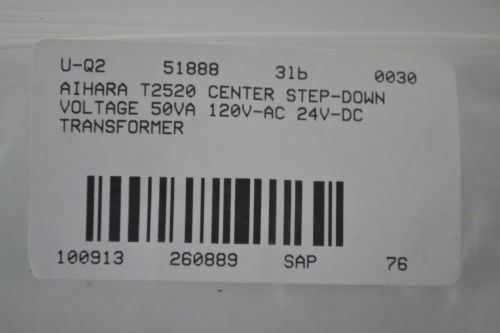 U-Q2 51888 3lb 0030
AIHARA T2520 CENTER STEP-DOWN
VOLTAGE 50VA 120V-AC 24V-DC
TRANSFORMER
100913 260889 SAP 76